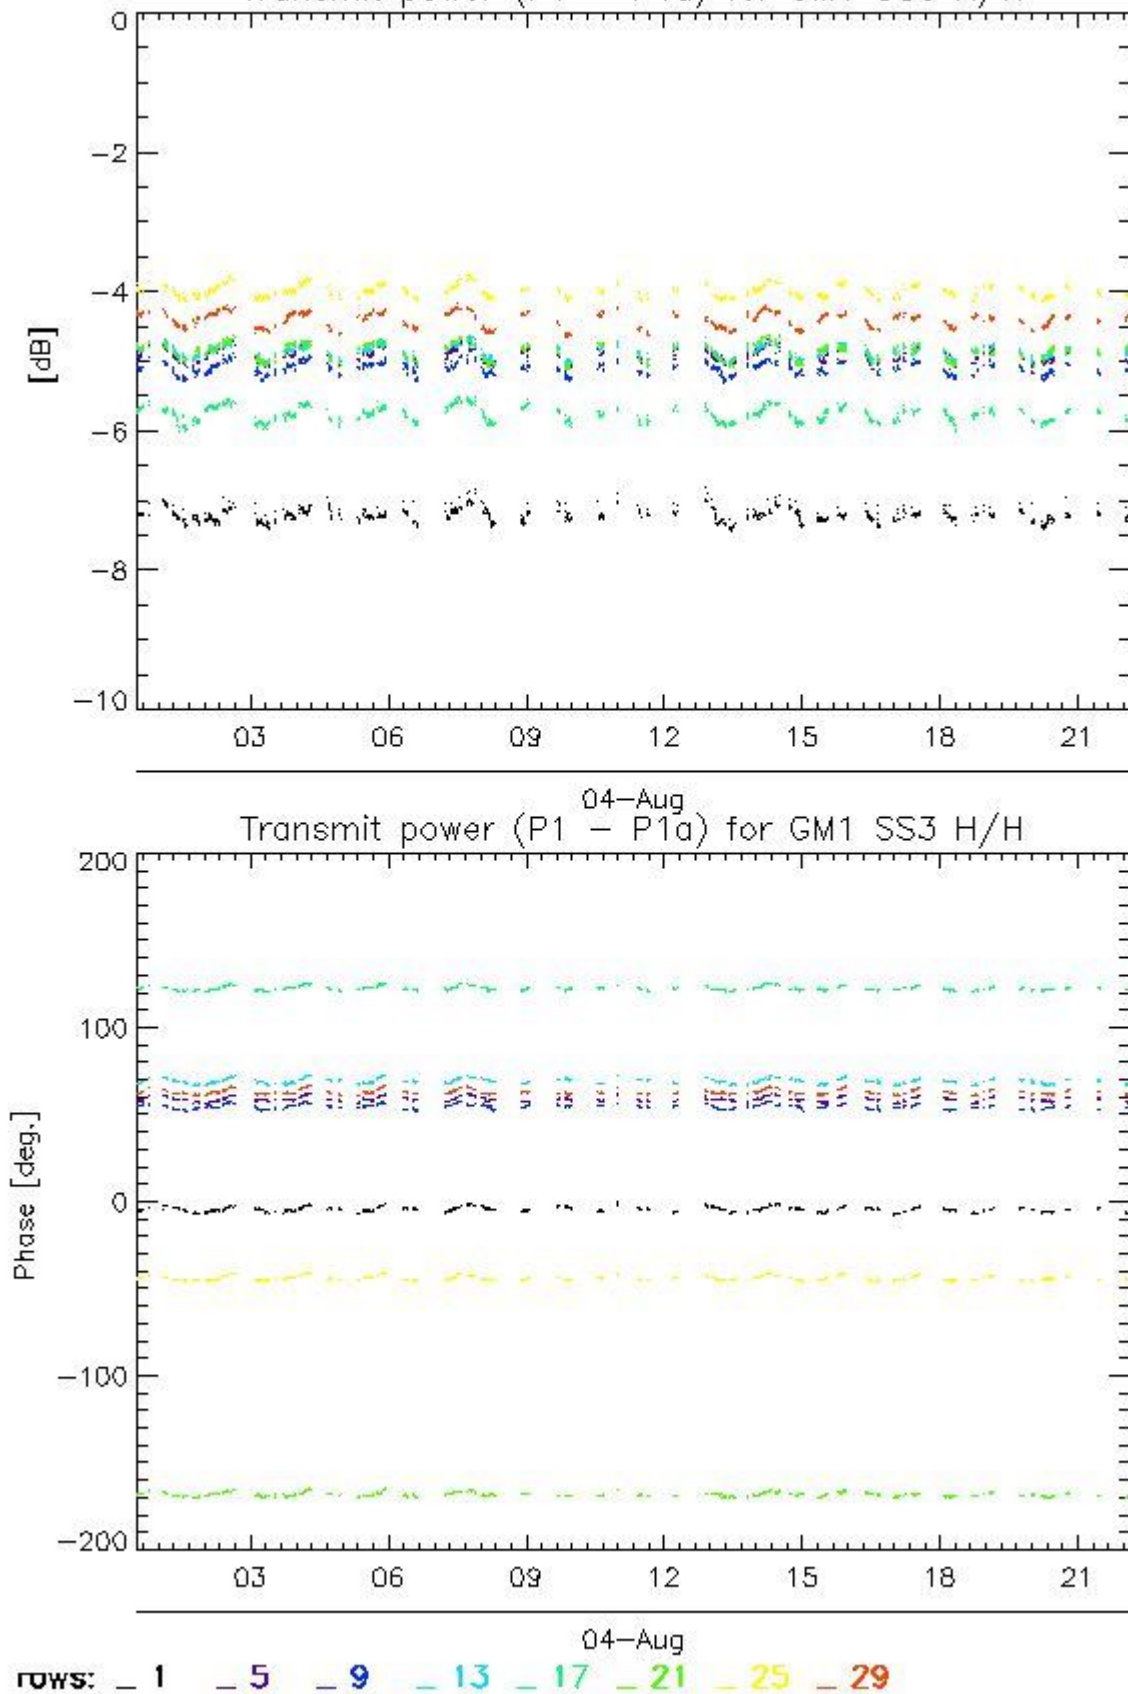 0
−2
−4
−6
−8
−10
[dB]
03 06 09 12 15 18 21
04−Aug
Transmit power (P1 − P1a) for GM1 SS3 H/H
200
100
0
−100
−200
Phase [deg.]
03 06 09 12 15 18 21
04−Aug
rows: _ 1 _ 5 _ 9 _ 13 _ 17 _ 21 _ 25 _ 29